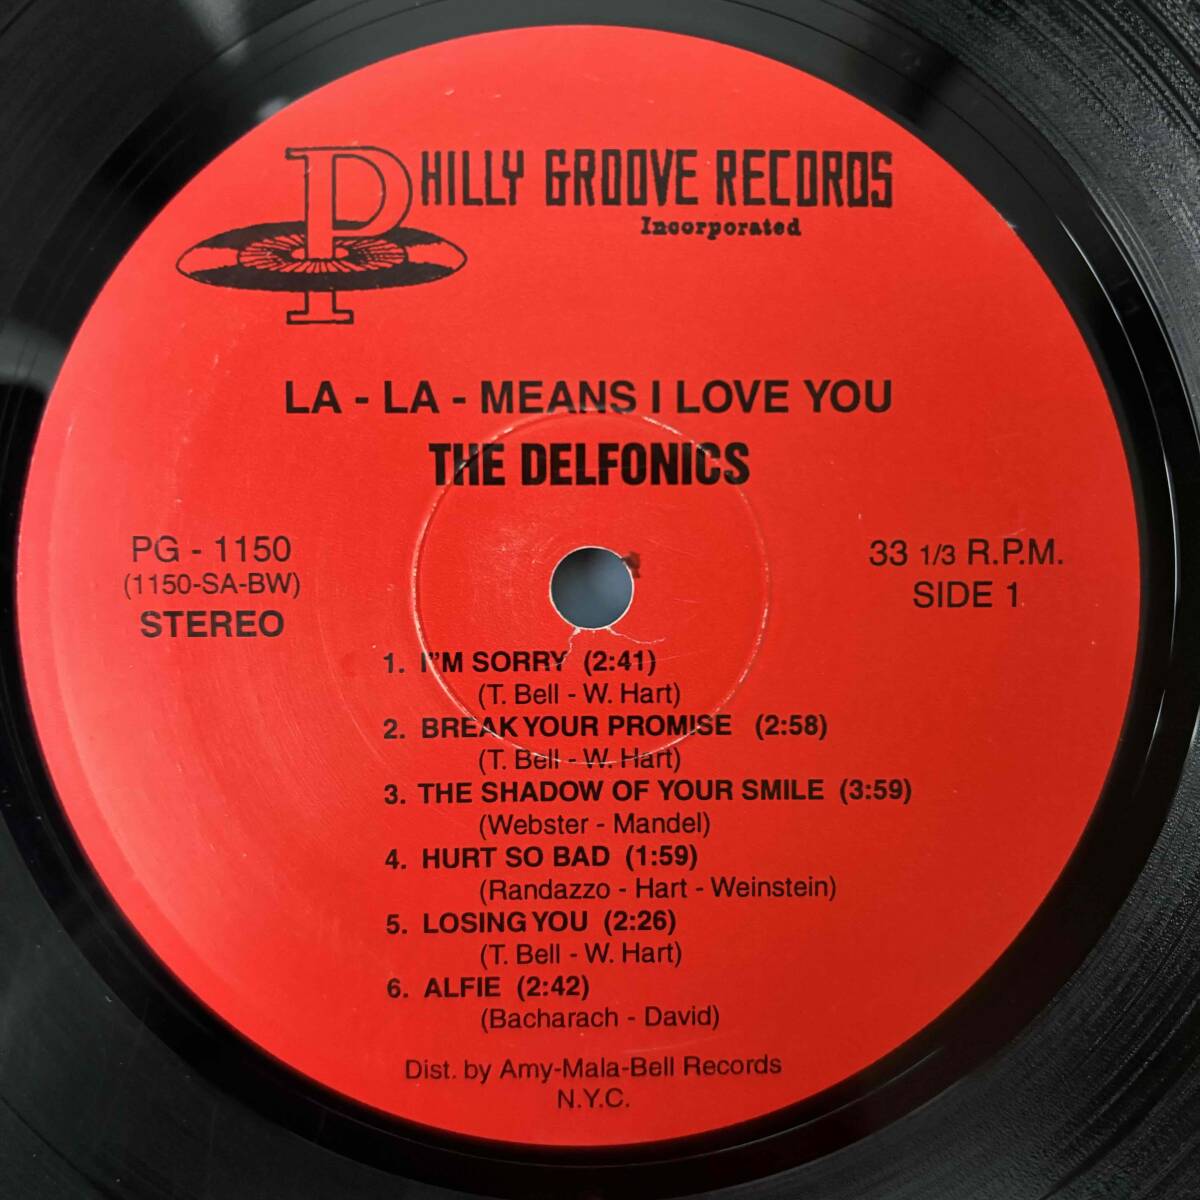 PHILLY GROOVE RECORDS
Incorporated
LA - LA - MEANS I LOVE YOU
THE DELFONICS
PG - 1150
(1150-SA-BW)
STEREO
33 1/3 R.P.M.
SIDE 1
1. I"M SORRY (2:41)
(T. Bell - W. Hart)
2. BREAK YOUR PROMISE (2:58)
(T. Bell - W. Hart)
3. THE SHADOW OF YOUR SMILE (3:59)
(Webster - Mandel)
4. HURT SO BAD (1:59)
(Randazzo - Hart - Weinstein)
5. LOSING YOU (2:26)
(T. Bell - W. Hart)
6. ALFIE (2:42)
(Bacharach - David)
Dist. by Amy-Mala-Bell Records
N.Y.C.